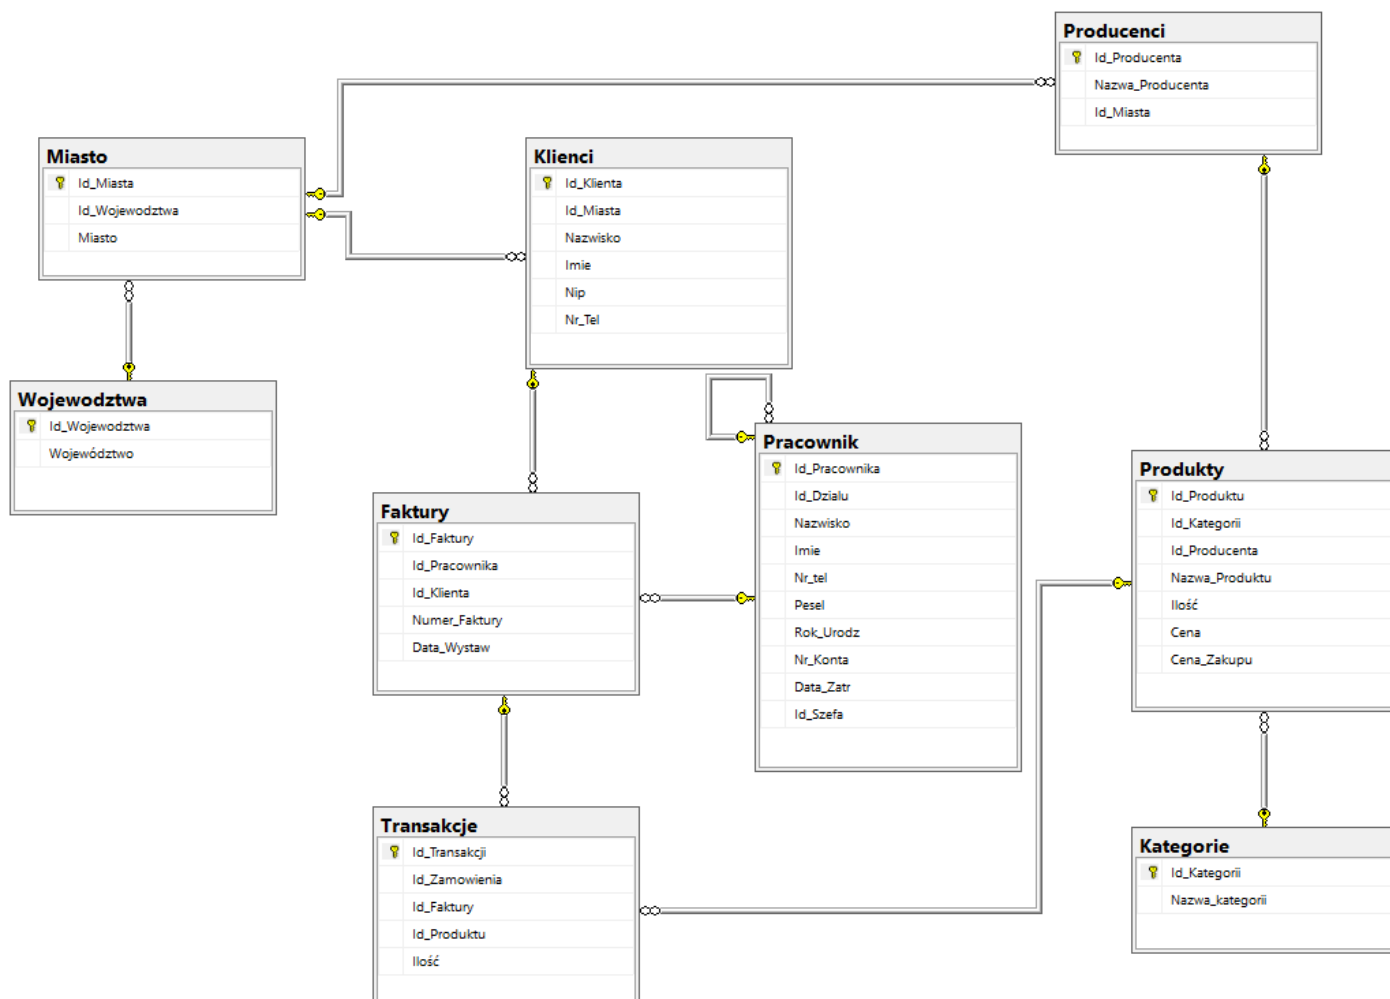 Producenci
Id_Producenta
Nazwa_Producenta
Id_Miasta
Miasto
Id_Miasta
Id_Wojewodztwa
Miasto
Klienci
Id_Klienta
Id_Miasta
Nazwisko
Imie
Nip
Nr_Tel
Wojewodztwa
Id_Wojewodztwa
Województwo
Pracownik
Id_Pracownika
Id_Dzialu
Nazwisko
Imie
Nr_tel
Pesel
Rok_Urodz
Nr_Konta
Data_Zatr
Id_Szefa
Produkty
Id_Produktu
Id_Kategorii
Id_Producenta
Nazwa_Produktu
Ilość
Cena
Cena_Zakupu
Faktury
Id_Faktury
Id_Pracownika
Id_Klienta
Numer_Faktury
Data_Wystaw
Transakcje
Id_Transakcji
Id_Zamowienia
Id_Faktury
Id_Produktu
Ilość
Kategorie
Id_Kategorii
Nazwa_kategorii